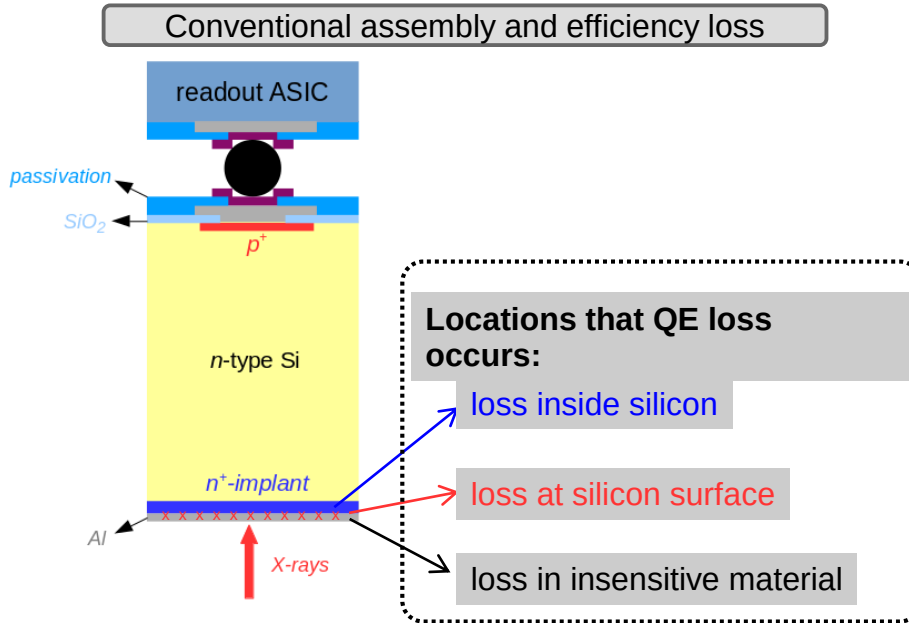 Conventional assembly and efficiency loss
readout ASIC
passivation
SiO₂
p⁺
n-type Si
n⁺-implant
Al
x x x x x x x x x x x
X-rays
Locations that QE loss
occurs:
loss inside silicon
loss at silicon surface
loss in insensitive material